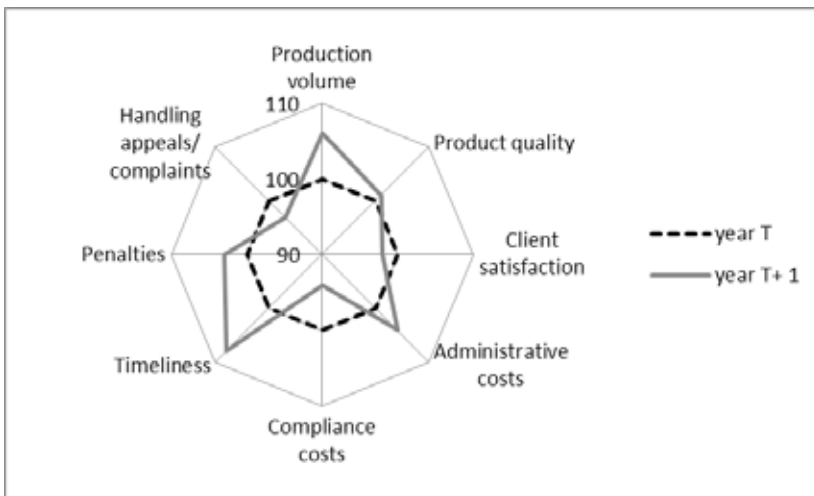 Production
volume
110
Handling
appeals/
complaints
Product quality
100
Penalties
90
Client
satisfaction
year T
year T+ 1
Timeliness
Administrative
costs
Compliance
costs